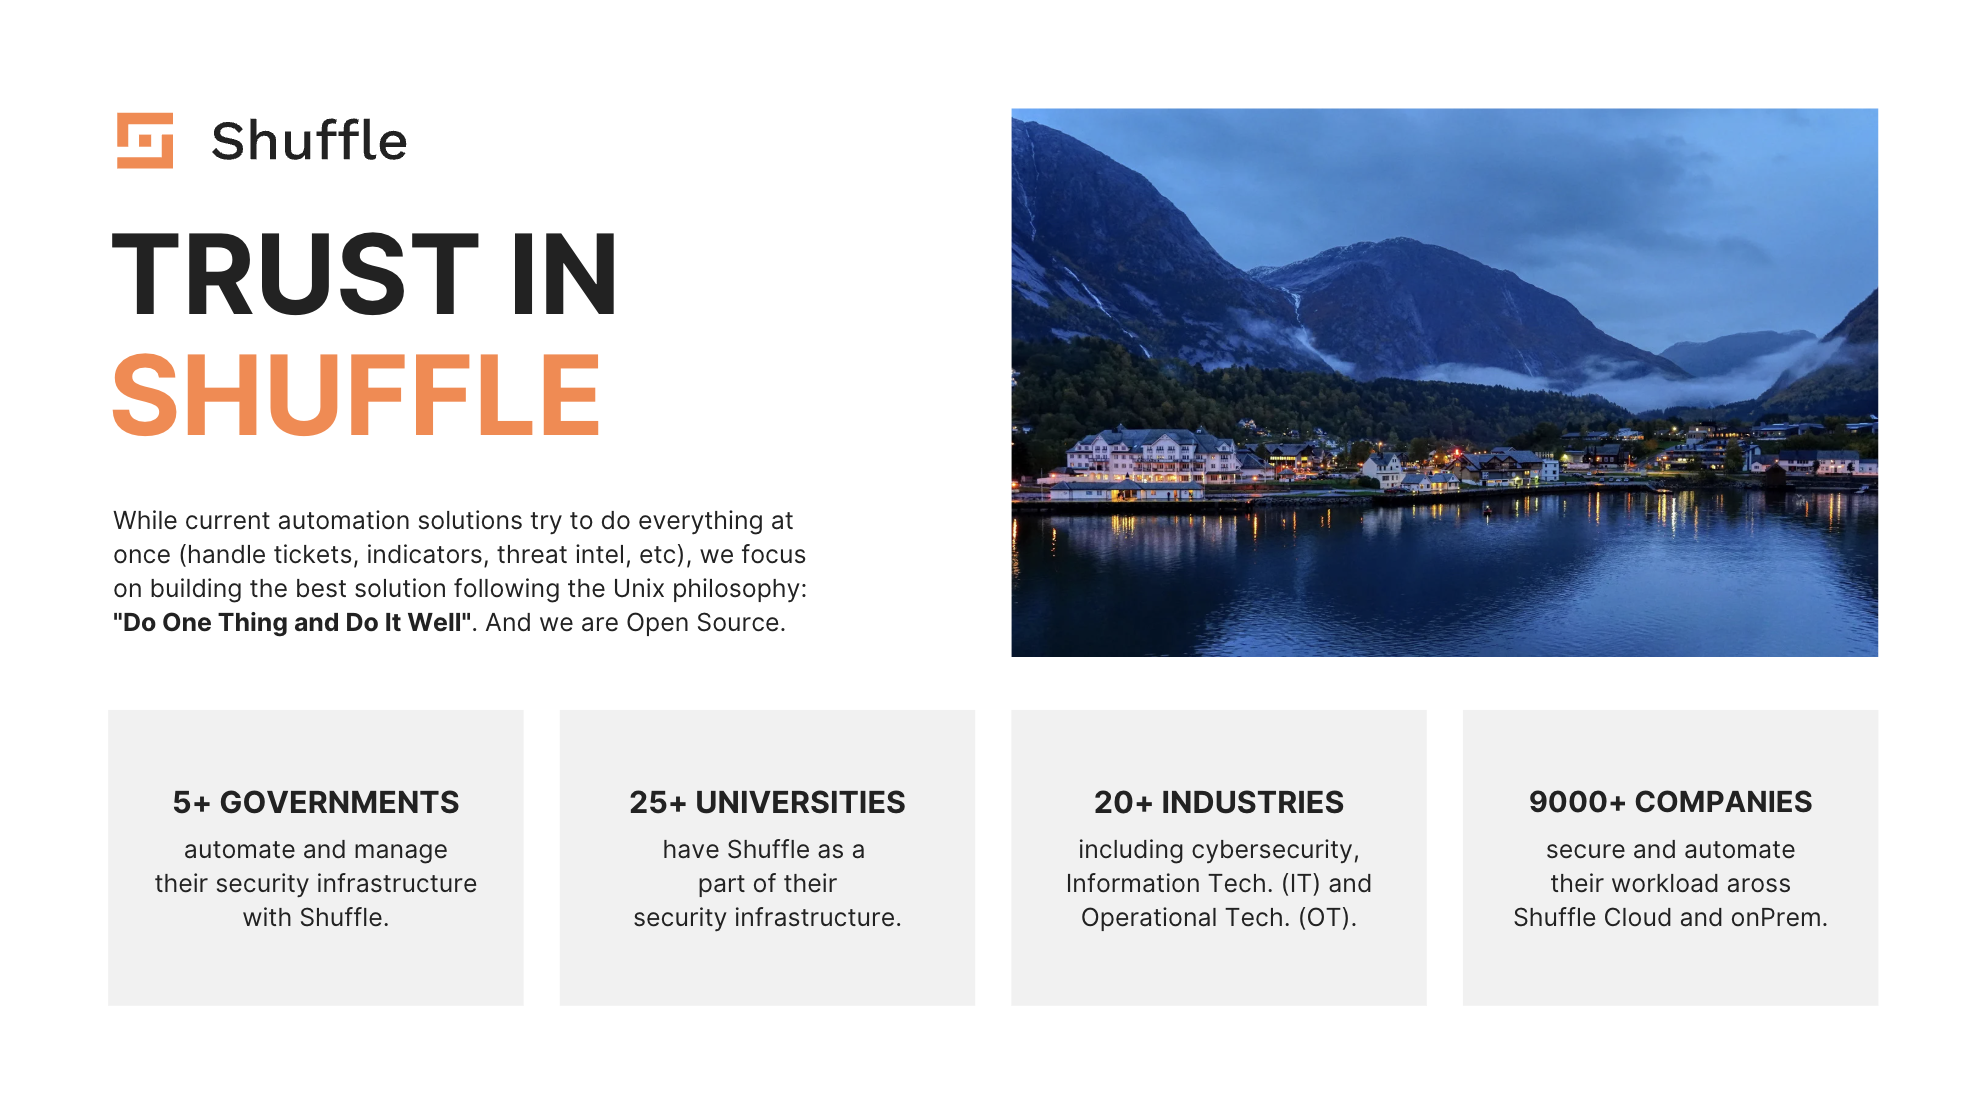 Shuffle
TRUST IN
SHUFFLE
While current automation solutions try to do everything at
once (handle tickets, indicators, threat intel, etc), we focus
on building the best solution following the Unix philosophy:
"Do One Thing and Do It Well". And we are Open Source.
5+ GOVERNMENTS
automate and manage
their security infrastructure
with Shuffle.
25+ UNIVERSITIES
have Shuffle as a
part of their
security infrastructure.
20+ INDUSTRIES
including cybersecurity,
Information Tech. (IT) and
Operational Tech. (OT).
9000+ COMPANIES
secure and automate
their workload aross
Shuffle Cloud and onPrem.